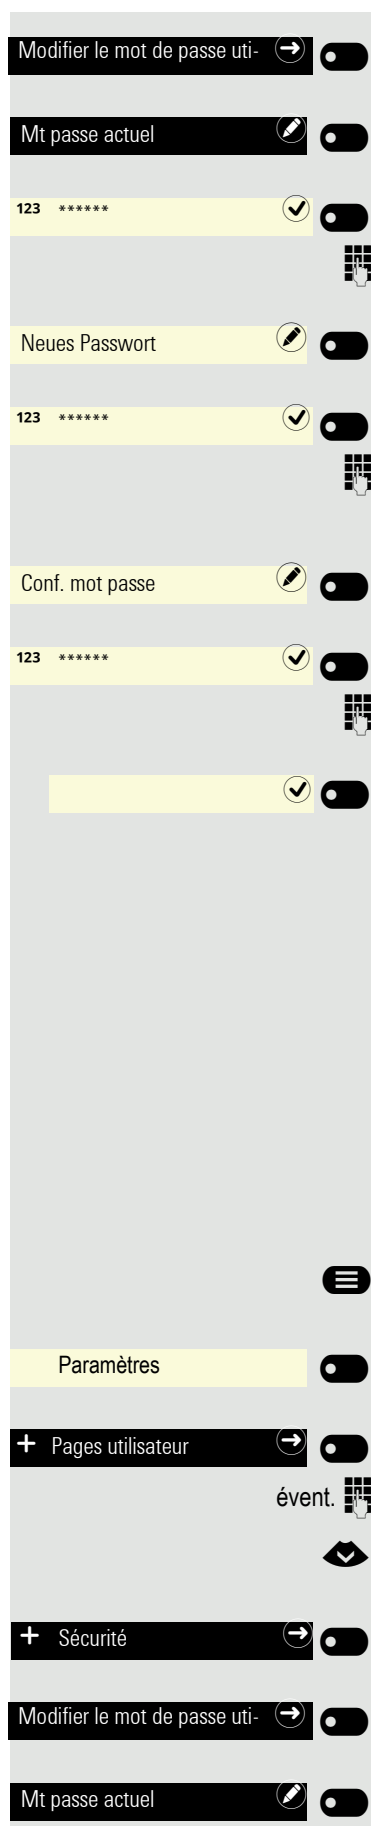 Modifier le mot de passe uti-
Mt passe actuel
123 ******
Neues Passwort
123 ******
Conf. mot passe
123 ******
Paramètres
+ Pages utilisateur
évent.
+ Sécurité
Modifier le mot de passe uti-
Mt passe actuel